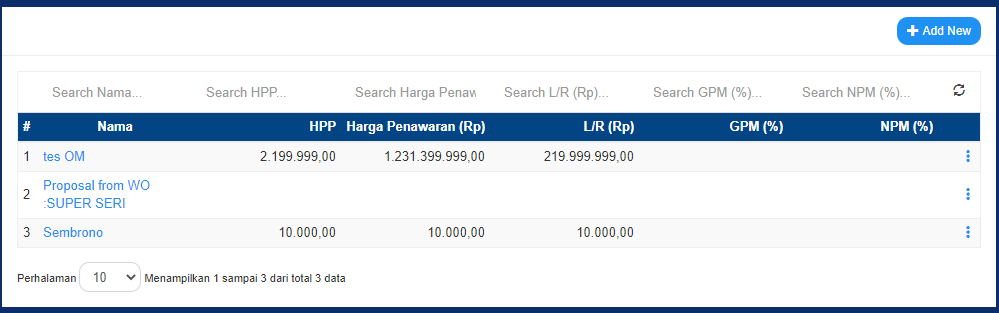 Add New
Search Nama... Search HPP... Search Harga Penaw Search L/R (Rp)... Search GPM (%)... Search NPM (%)...
# Nama HPP Harga Penawaran (Rp) L/R (Rp) GPM (%) NPM (%)
1 tes OM 2.199.999,00 1.231.399.999,00 219.999.999,00
2 Proposal from WO
:SUPER SERI
3 Sembrono 10.000,00 10.000,00 10.000,00
Perhalaman 10 Menampilkan 1 sampai 3 dari total 3 data